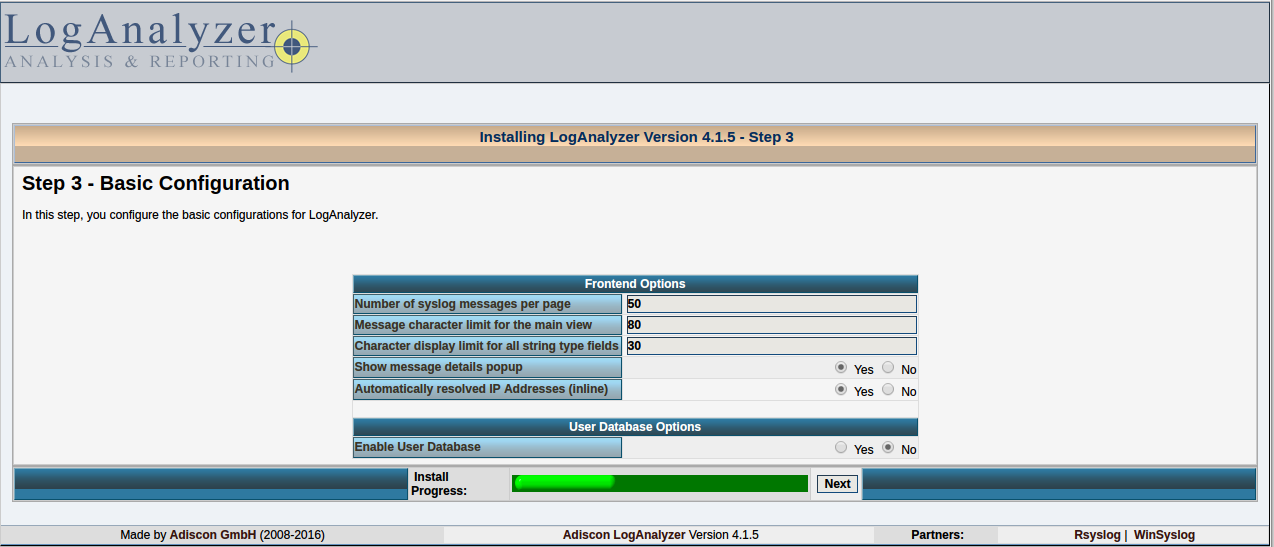 LogAnalyzer
ANALYSIS & REPORTING
Installing LogAnalyzer Version 4.1.5 - Step 3
Step 3 - Basic Configuration
In this step, you configure the basic configurations for LogAnalyzer.
Frontend Options
Number of syslog messages per page 50
Message character limit for the main view 80
Character display limit for all string type fields 30
Show message details popup Yes No
Automatically resolved IP Addresses (inline) Yes No
User Database Options
Enable User Database Yes No
Install
Progress:
Next
Made by Adiscon GmbH (2008-2016) Adiscon LogAnalyzer Version 4.1.5 Partners: Rsyslog | WinSyslog